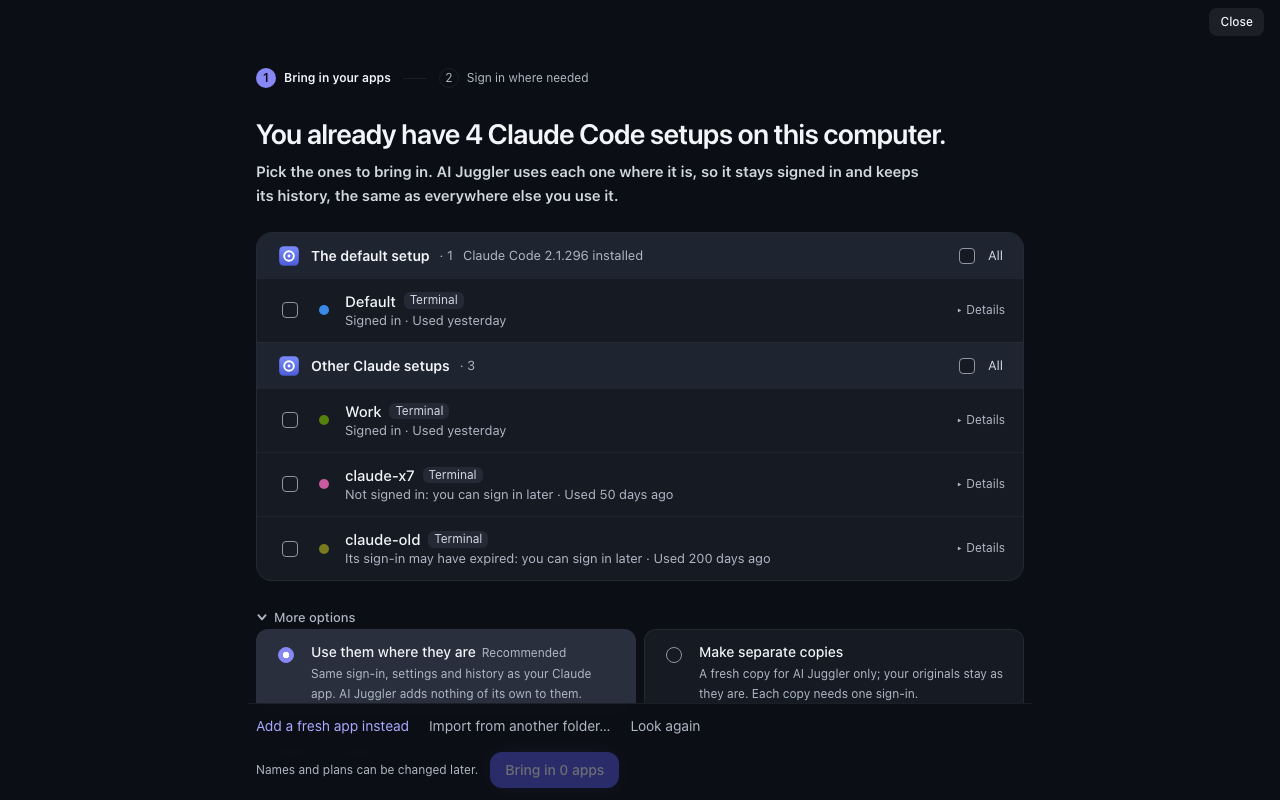 Close
1 Bring in your apps
2 Sign in where needed
You already have 4 Claude Code setups on this computer.
Pick the ones to bring in. AI Juggler uses each one where it is, so it stays signed in and keeps
its history, the same as everywhere else you use it.
The default setup · 1 Claude Code 2.1.296 installed All
Default Terminal
Signed in · Used yesterday
Details
Other Claude setups · 3 All
Work Terminal
Signed in · Used yesterday
Details
claude-x7 Terminal
Not signed in: you can sign in later · Used 50 days ago
Details
claude-old Terminal
Its sign-in may have expired: you can sign in later · Used 200 days ago
Details
More options
Use them where they are Recommended
Same sign-in, settings and history as your Claude
app. AI Juggler adds nothing of its own to them.
Make separate copies
A fresh copy for AI Juggler only; your originals stay as
they are. Each copy needs one sign-in.
Add a fresh app instead Import from another folder... Look again
Names and plans can be changed later. Bring in 0 apps